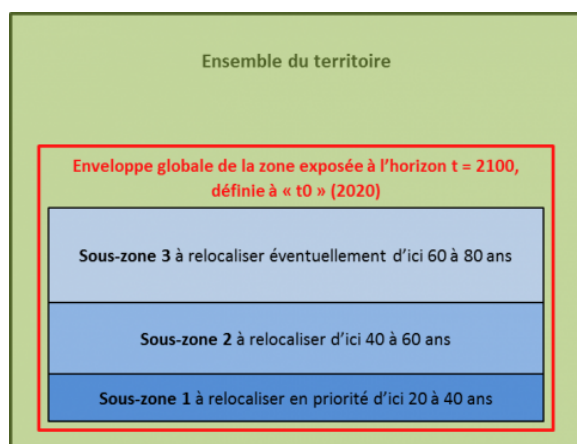 Ensemble du territoire
Enveloppe globale de la zone exposée à l'horizon t = 2100,
définie à « t0 » (2020)
Sous-zone 3 à relocaliser éventuellement d'ici 60 à 80 ans
Sous-zone 2 à relocaliser d'ici 40 à 60 ans
Sous-zone 1 à relocaliser en priorité d'ici 20 à 40 ans